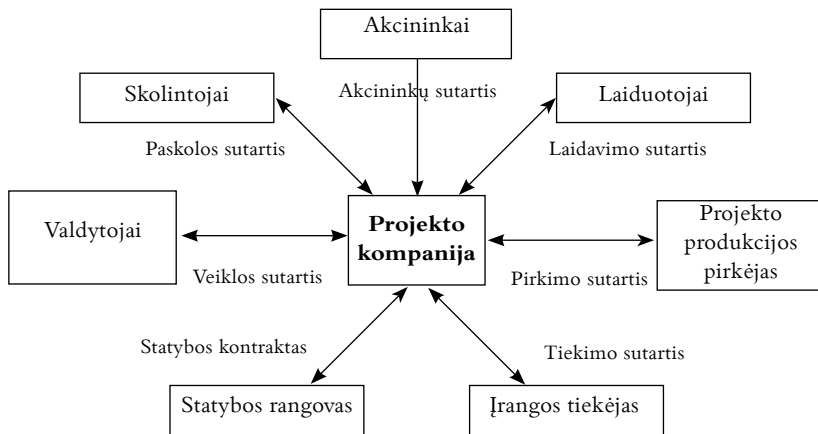 Akcininkai
Skolintojai
Akcininkų sutartis
Laiduotojai
Paskolos sutartis
Laidavimo sutartis
Valdytojai
Projekto
kompanija
Projekto
produkcijos
pirkėjas
Veiklos sutartis
Pirkimo sutartis
Statybos kontraktas
Tiekimo sutartis
Statybos rangovas
Įrangos tiekėjas